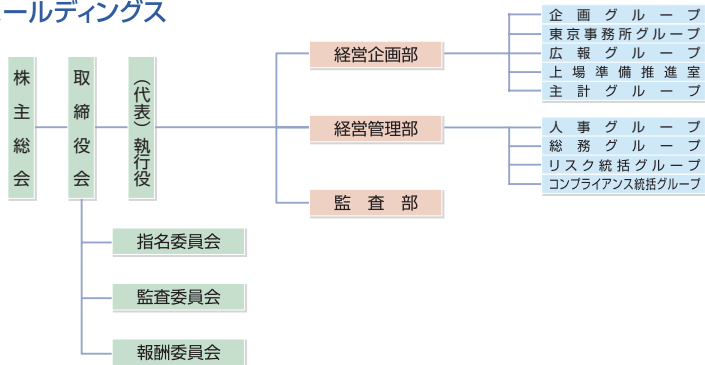 ールディングス
株主総会
取締役会
（代表）執行役
経営企画部
企画グループ
東京事務所グループ
広報グループ
上場準備推進室
主計グループ
経営管理部
人事グループ
総務グループ
リスク統括グループ
コンプライアンス統括グループ
監査部
指名委員会
監査委員会
報酬委員会